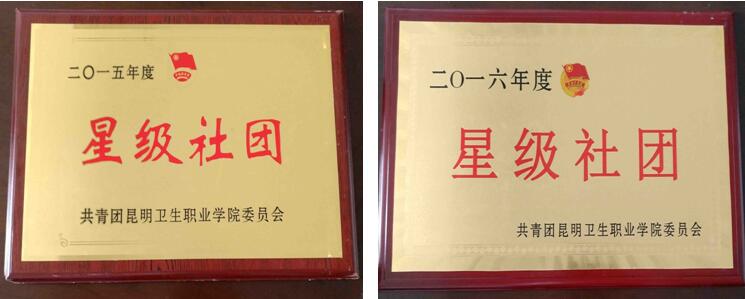 二〇一五年度
星级社团
共青团昆明卫生职业学院委员会
二〇一六年度
星级社团
共青团昆明卫生职业学院委员会